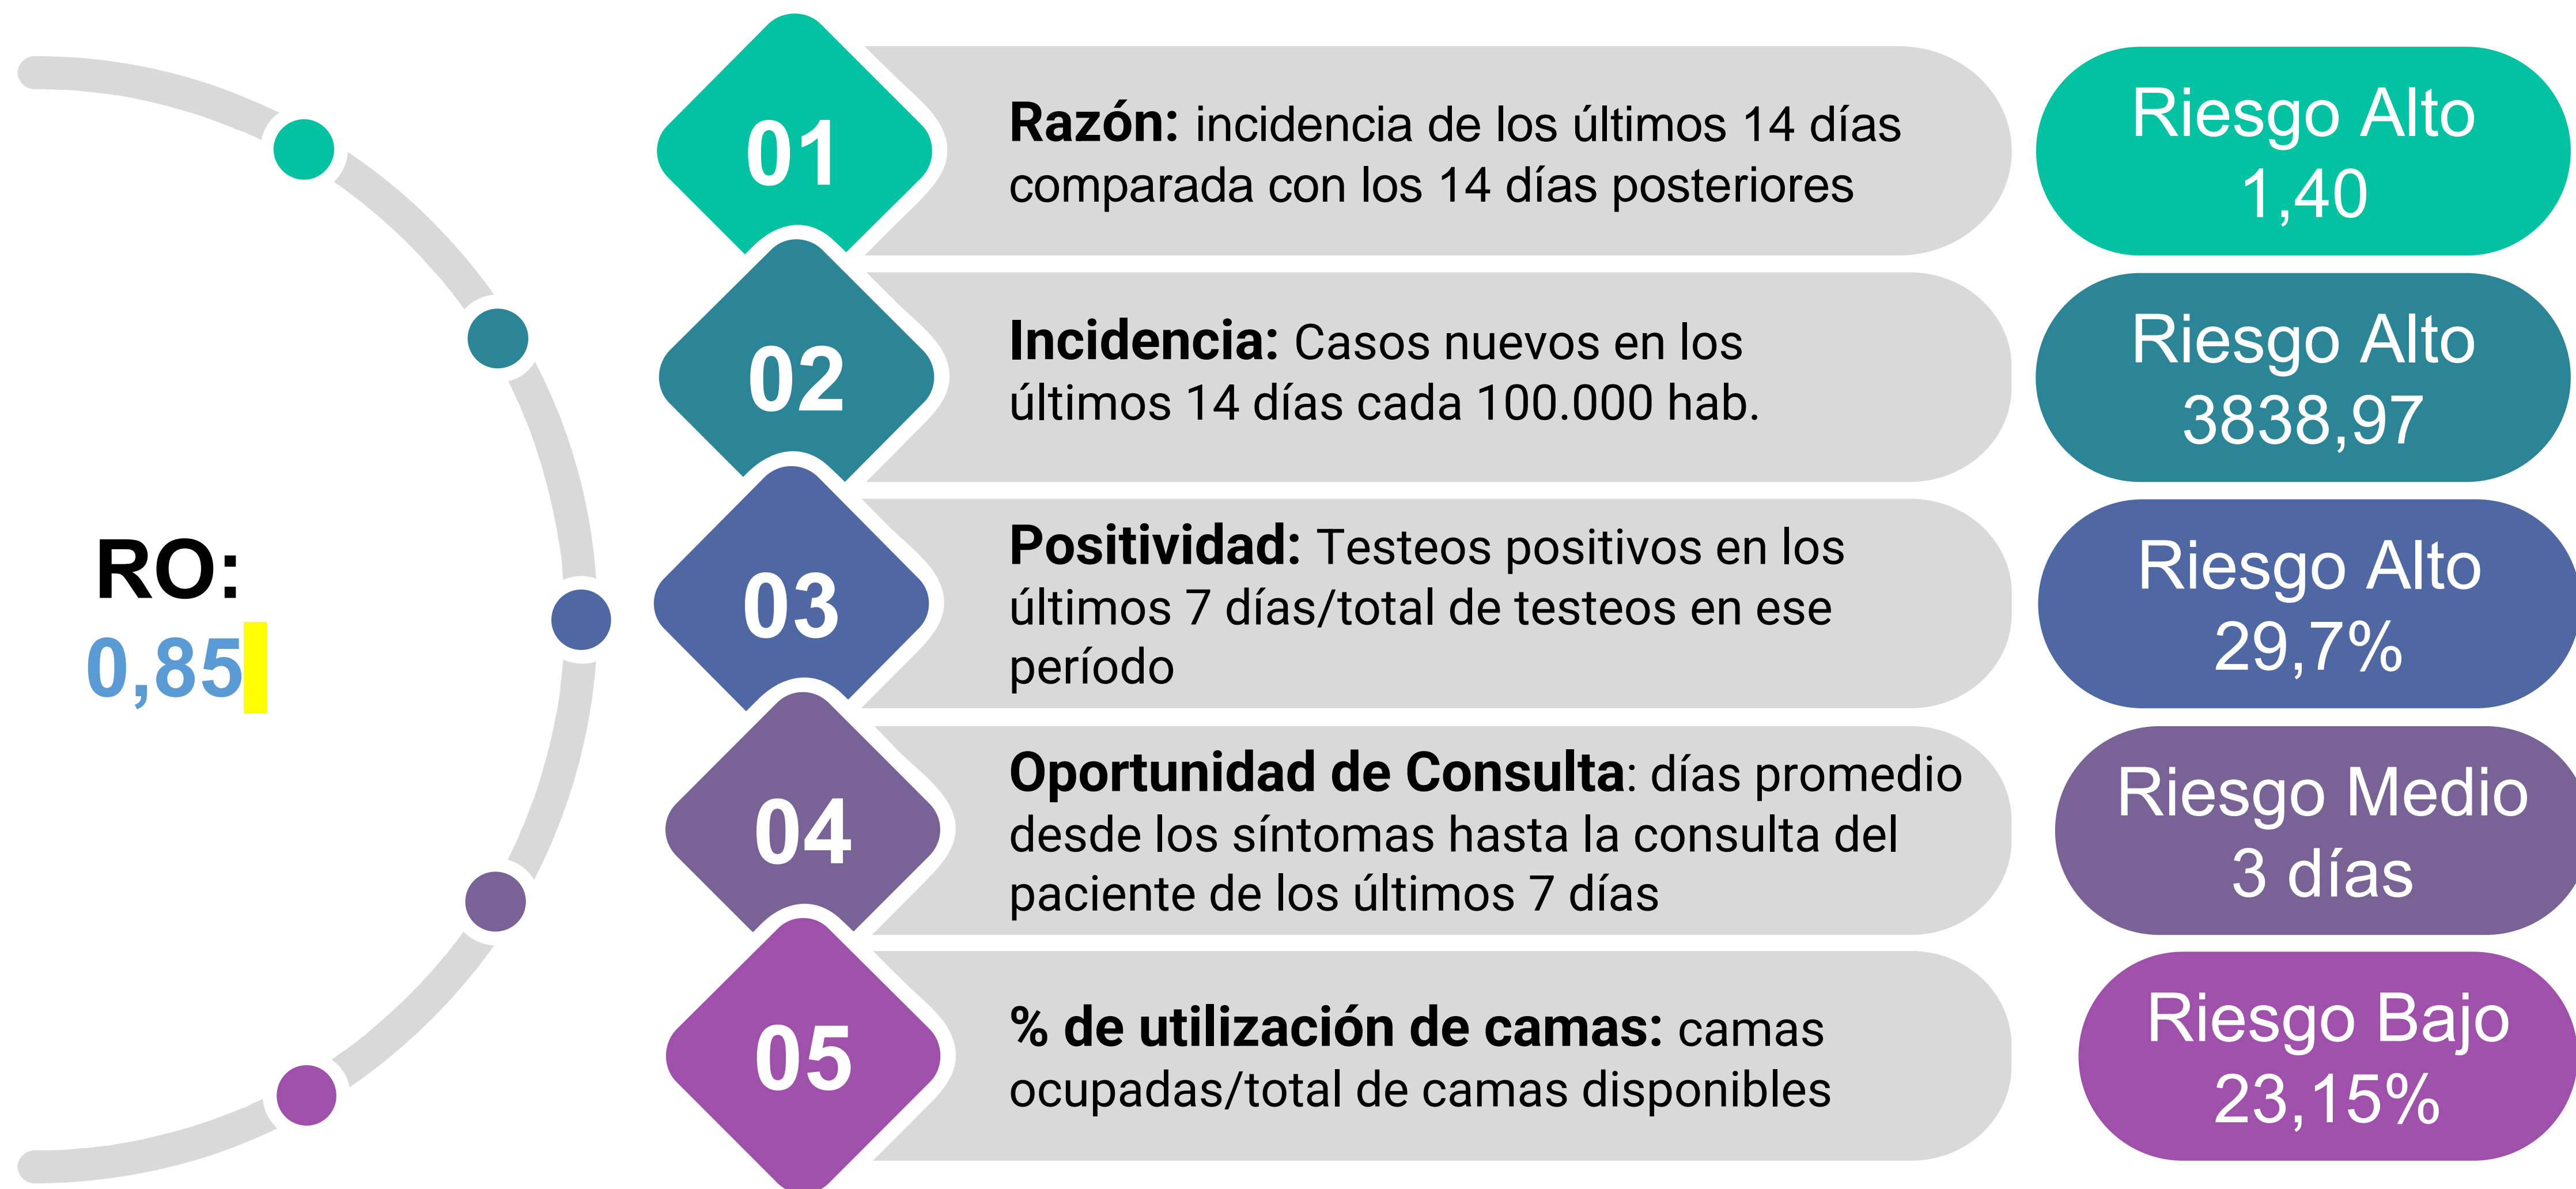 RO:
0,85
01
Razón: incidencia de los últimos 14 días
comparada con los 14 días posteriores
Riesgo Alto
1,40
02
Incidencia: Casos nuevos en los
últimos 14 días cada 100.000 hab.
Riesgo Alto
3838,97
03
Positividad: Testeos positivos en los
últimos 7 días/total de testeos en ese
período
Riesgo Alto
29,7%
04
Oportunidad de Consulta: días promedio
desde los síntomas hasta la consulta del
paciente de los últimos 7 días
Riesgo Medio
3 días
05
% de utilización de camas: camas
ocupadas/total de camas disponibles
Riesgo Bajo
23,15%